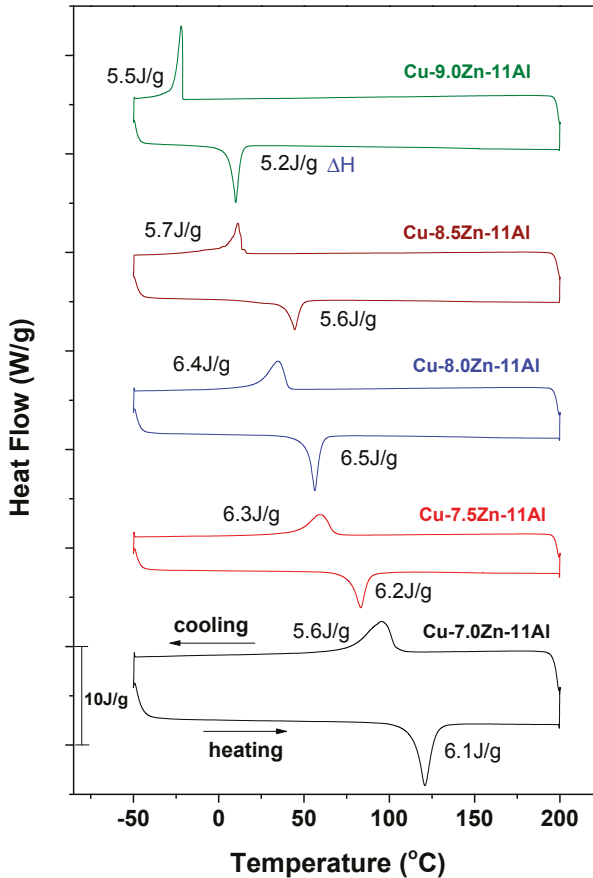 Cu-9.0Zn-11Al
5.5J/g
5.2J/g ΔH
5.7J/g
Cu-8.5Zn-11Al
5.6J/g
6.4J/g
Cu-8.0Zn-11Al
6.5J/g
6.3J/g
Cu-7.5Zn-11Al
6.2J/g
cooling
5.6J/g
Cu-7.0Zn-11Al
10J/g
heating
6.1J/g
Heat Flow (W/g)
-50 0 50 100 150 200
Temperature (°C)